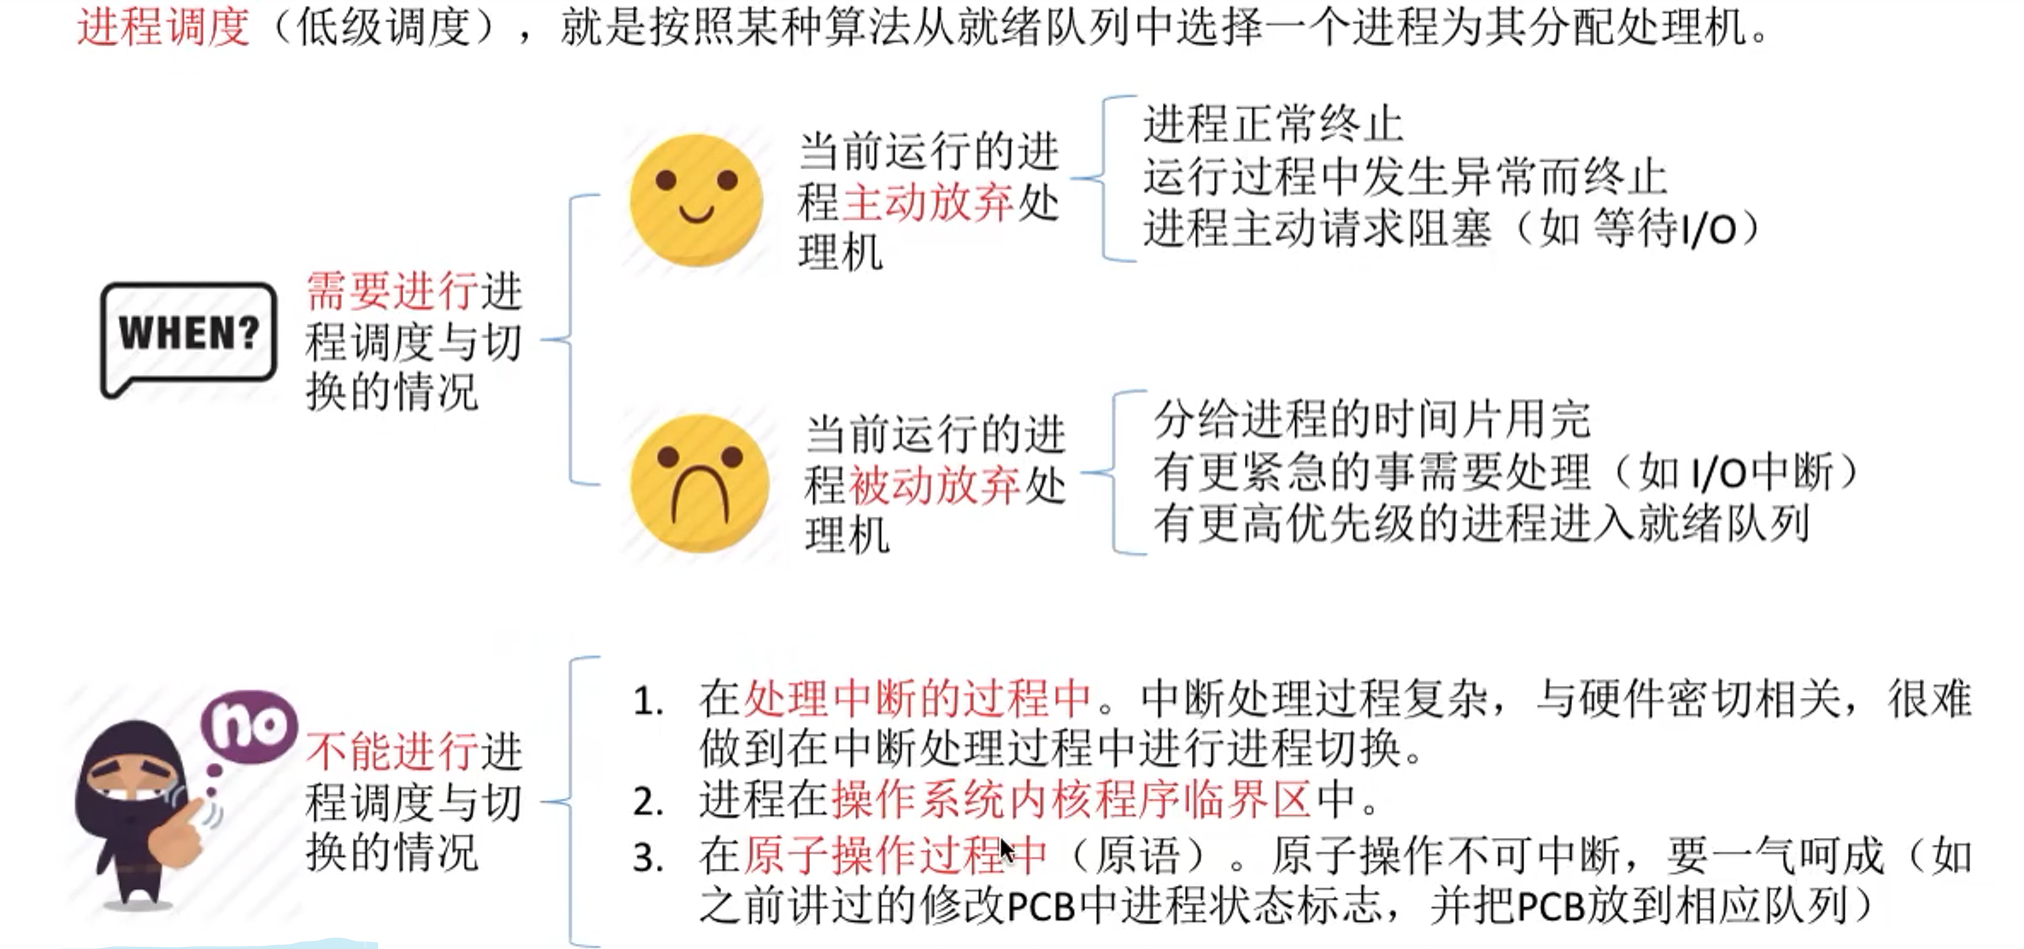 进程调度（低级调度），就是按照某种算法从就绪队列中选择一个进程为其分配处理机。
WHEN?
需要进行进
程调度与切
换的情况
当前运行的进
程主动放弃处
理机
进程正常终止
运行过程中发生异常而终止
进程主动请求阻塞（如 等待I/O）
当前运行的进
程被动放弃处
理机
分给进程的时间片用完
有更紧急的事需要处理（如 I/O中断）
有更高优先级的进程进入就绪队列
no
不能进行进
程调度与切
换的情况
1. 在处理中断的过程中。中断处理过程复杂，与硬件密切相关，很难
做到在中断处理过程中进行进程切换。
2. 进程在操作系统内核程序临界区中。
3. 在原子操作过程中（原语）。原子操作不可中断，要一气呵成（如
之前讲过的修改PCB中进程状态标志，并把PCB放到相应队列）